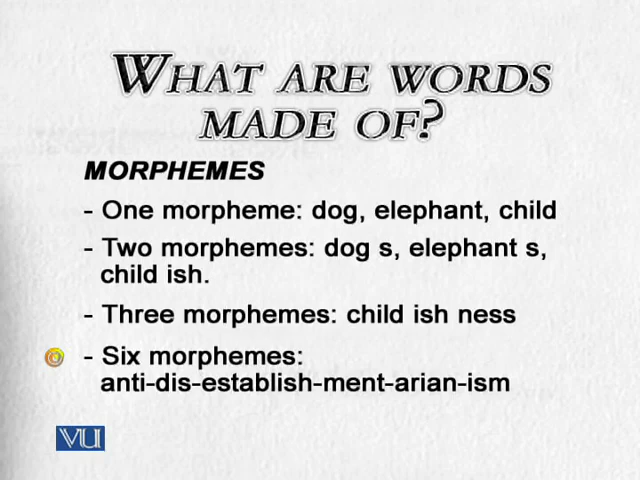 WHAT ARE WORDS
MADE OF?
MORPHEMES
- One morpheme: dog, elephant, child
- Two morphemes: dog s, elephant s,
child ish.
- Three morphemes: child ish ness
- Six morphemes:
anti-dis-establish-ment-arian-ism
VU